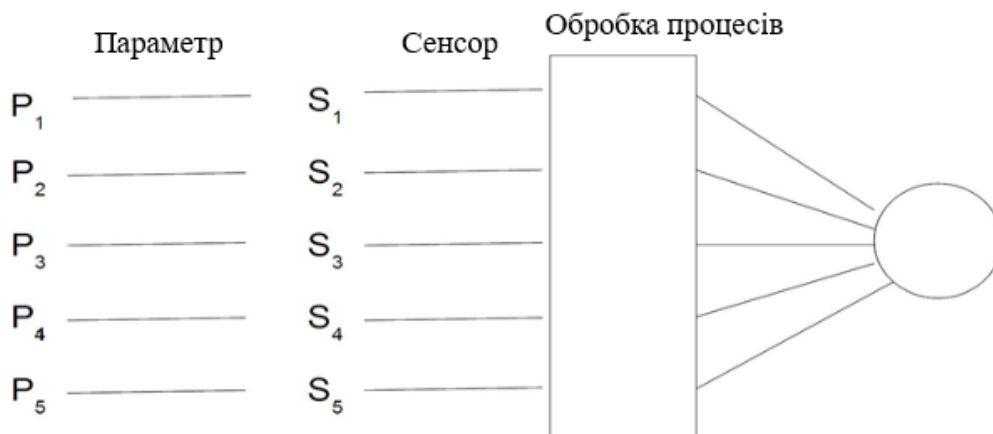 Параметр Сенсор Обробка процесів
P1 S1
P2 S2
P3 S3
P4 S4
P5 S5